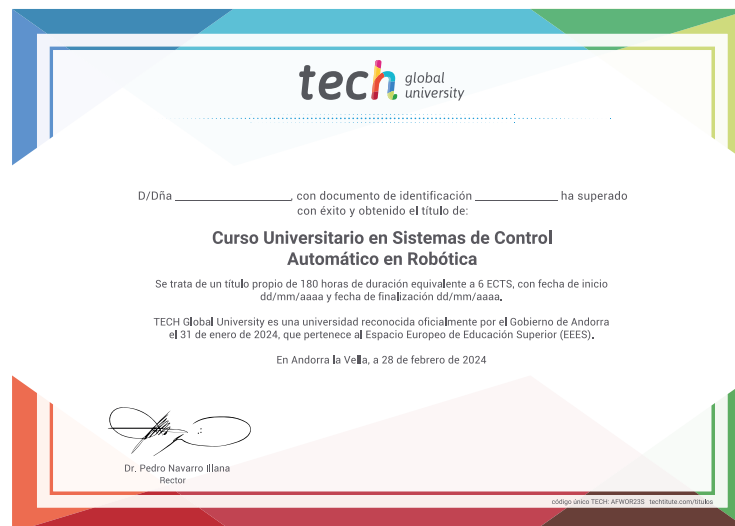 tech global university
D/Dña ____________________, con documento de identificación ______________ ha superado
con éxito y obtenido el título de:
Curso Universitario en Sistemas de Control
Automático en Robótica
Se trata de un título propio de 180 horas de duración equivalente a 6 ECTS, con fecha de inicio
dd/mm/aaaa y fecha de finalización dd/mm/aaaa.
TECH Global University es una universidad reconocida oficialmente por el Gobierno de Andorra
el 31 de enero de 2024, que pertenece al Espacio Europeo de Educación Superior (EEES).
En Andorra la Vella, a 28 de febrero de 2024
Dr. Pedro Navarro Illana
Rector
código único TECH: AFWOR23S techtitute.com/titulos